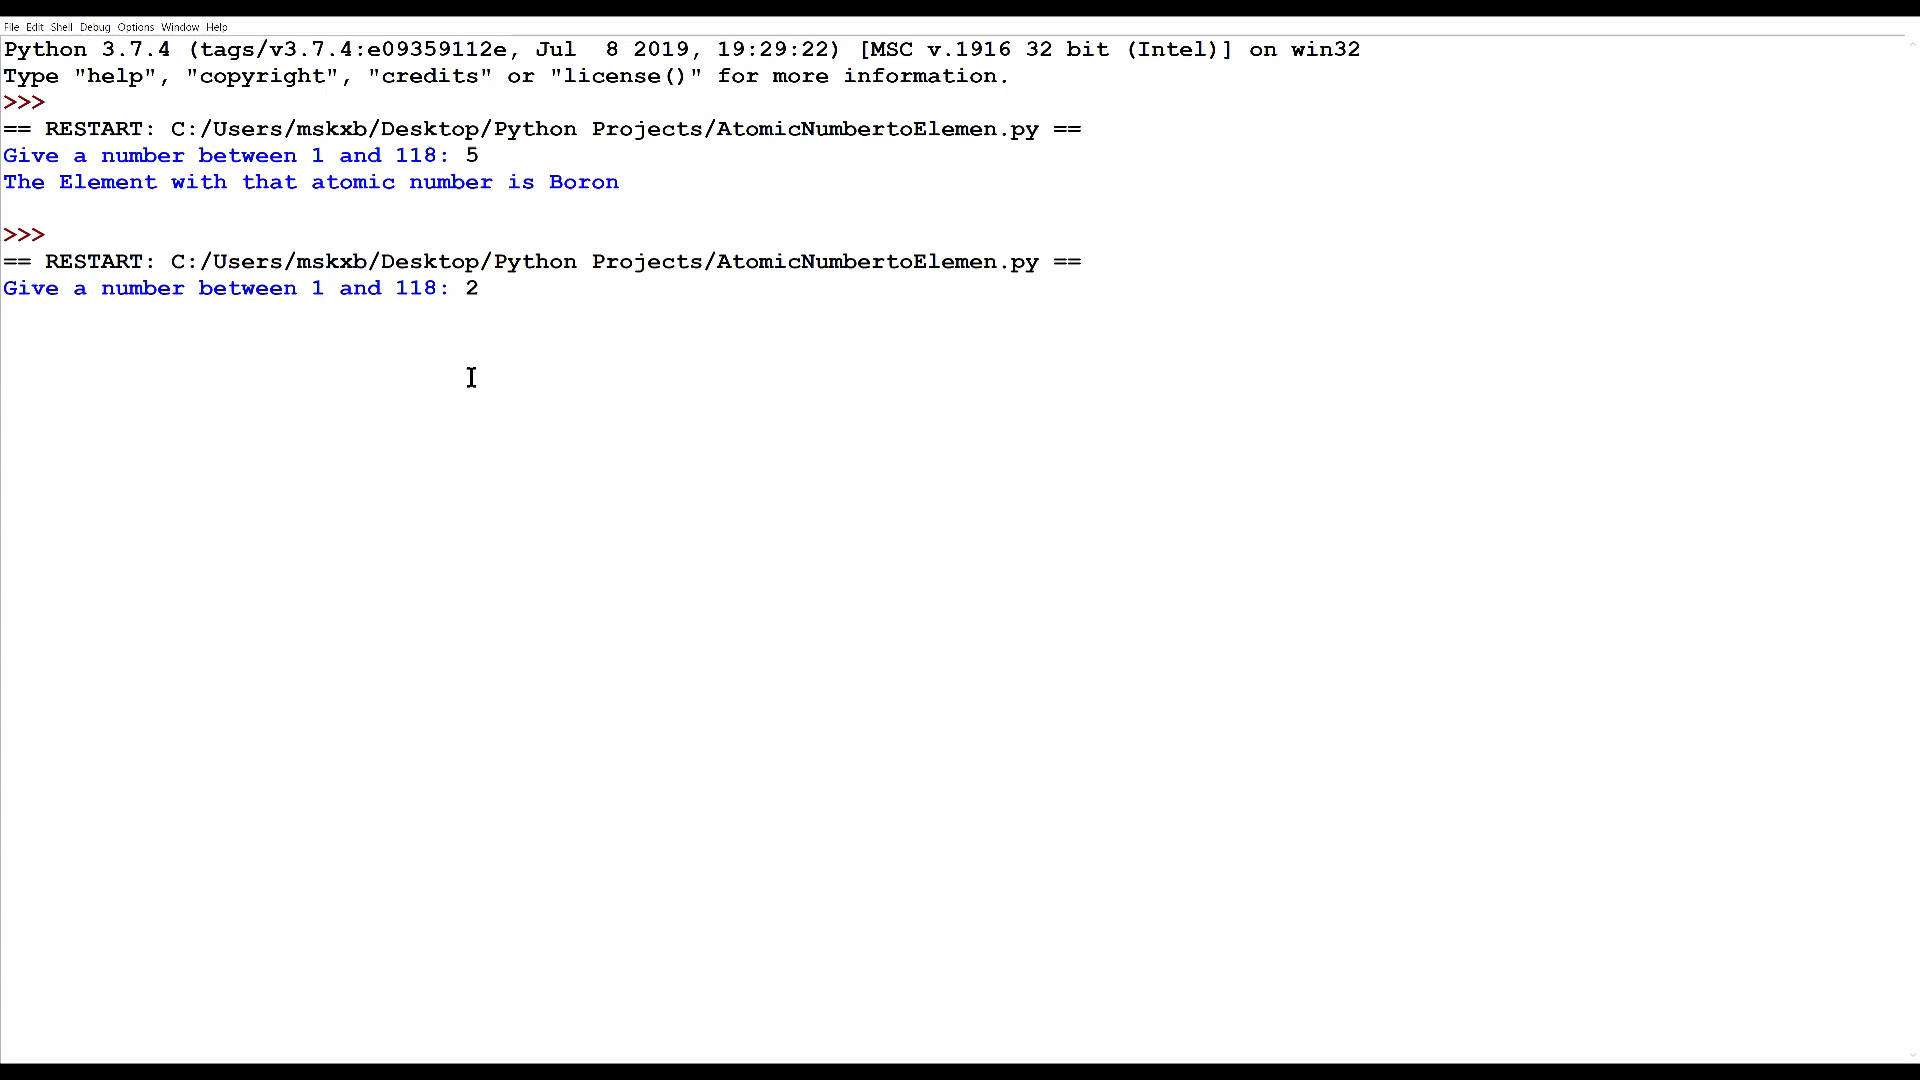 File Edit Shell Debug Options Window Help
Python 3.7.4 (tags/v3.7.4:e09359112e, Jul  8 2019, 19:29:22) [MSC v.1916 32 bit (Intel)] on win32
Type "help", "copyright", "credits" or "license()" for more information.
>>>
== RESTART: C:/Users/mskxb/Desktop/Python Projects/AtomicNumbertoElemen.py ==
Give a number between 1 and 118: 5
The Element with that atomic number is Boron
>>>
== RESTART: C:/Users/mskxb/Desktop/Python Projects/AtomicNumbertoElemen.py ==
Give a number between 1 and 118: 2